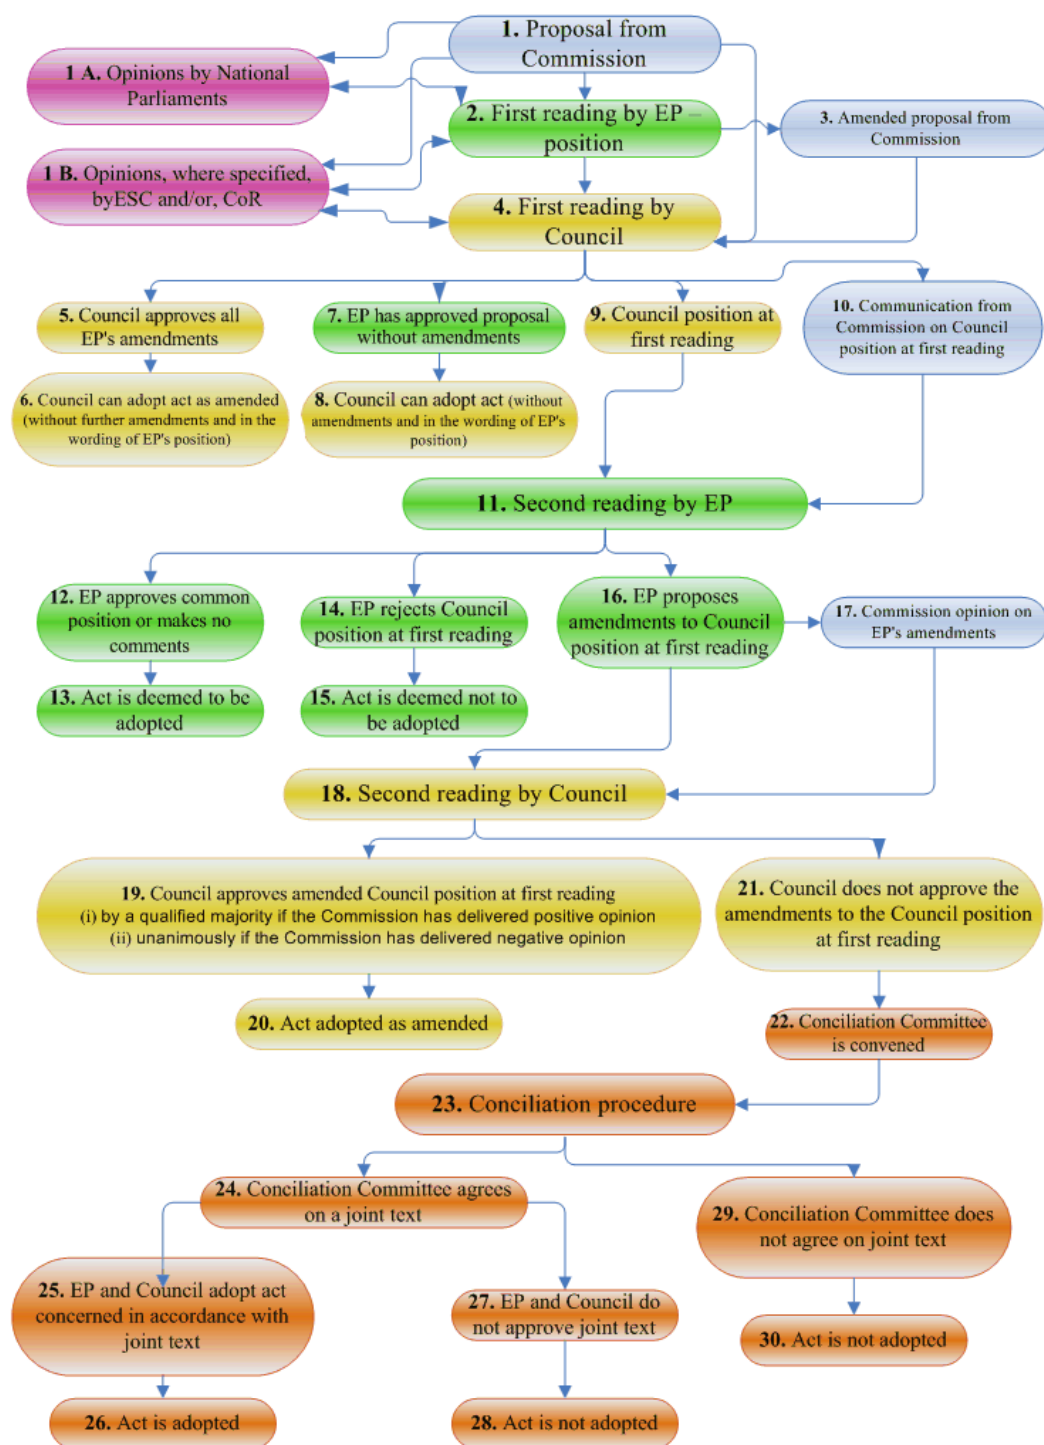 1. Proposal from
Commission
1 A. Opinions by National
Parliaments
2. First reading by EP –
position
3. Amended proposal from
Commission
1 B. Opinions, where specified,
byESC and/or, CoR
4. First reading by
Council
5. Council approves all
EP's amendments
7. EP has approved proposal
without amendments
9. Council position at
first reading
10. Communication from
Commission on Council
position at first reading
6. Council can adopt act as amended
(without further amendments and in the
wording of EP's position)
8. Council can adopt act (without
amendments and in the wording of EP's
position)
11. Second reading by EP
12. EP approves common
position or makes no
comments
14. EP rejects Council
position at first reading
16. EP proposes
amendments to Council
position at first reading
17. Commission opinion on
EP's amendments
13. Act is deemed to be
adopted
15. Act is deemed not to
be adopted
18. Second reading by Council
19. Council approves amended Council position at first reading
(i) by a qualified majority if the Commission has delivered positive opinion
(ii) unanimously if the Commission has delivered negative opinion
21. Council does not approve the
amendments to the Council position
at first reading
20. Act adopted as amended
22. Conciliation Committee
is convened
23. Conciliation procedure
24. Conciliation Committee agrees
on a joint text
29. Conciliation Committee does
not agree on joint text
25. EP and Council adopt act
concerned in accordance with
joint text
27. EP and Council do
not approve joint text
30. Act is not adopted
26. Act is adopted
28. Act is not adopted